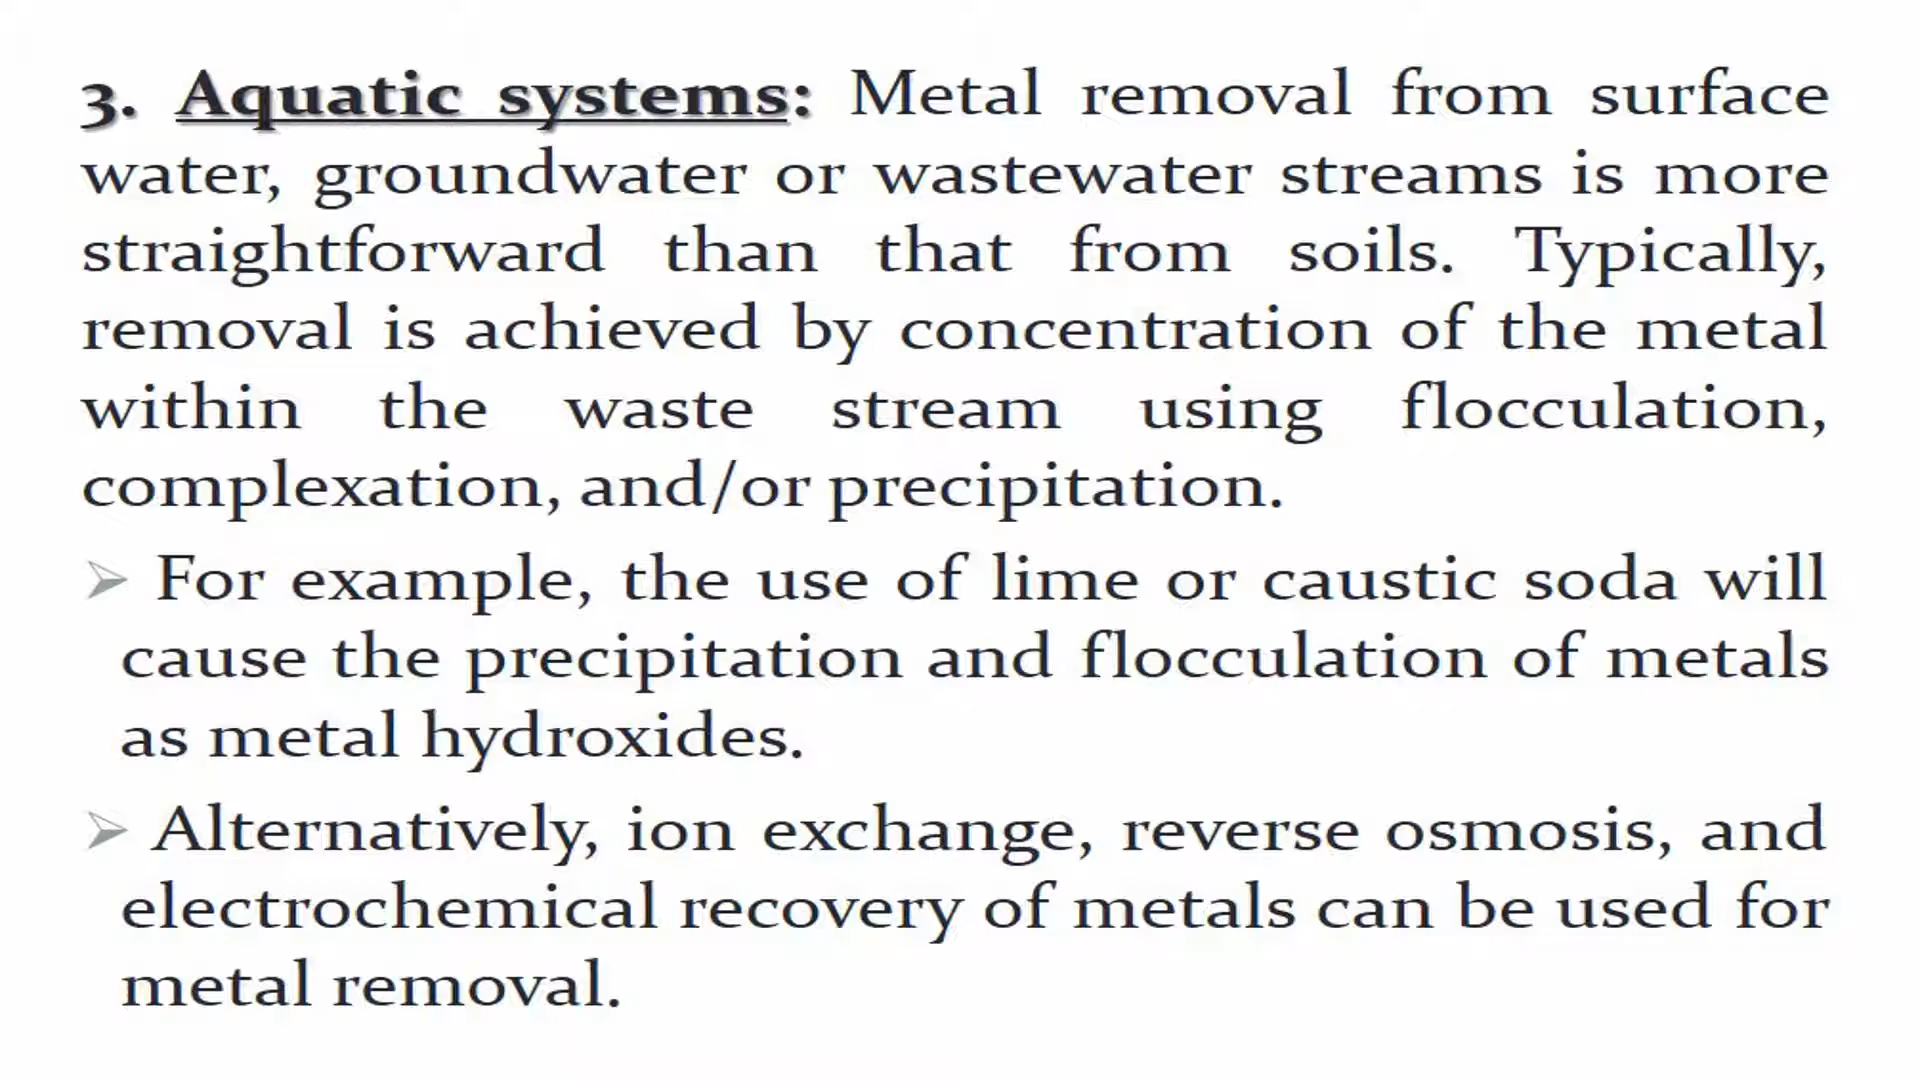 3. Aquatic systems: Metal removal from surface
water, groundwater or wastewater streams is more
straightforward than that from soils. Typically,
removal is achieved by concentration of the metal
within the waste stream using flocculation,
complexation, and/or precipitation.
➢ For example, the use of lime or caustic soda will
cause the precipitation and flocculation of metals
as metal hydroxides.
➢ Alternatively, ion exchange, reverse osmosis, and
electrochemical recovery of metals can be used for
metal removal.